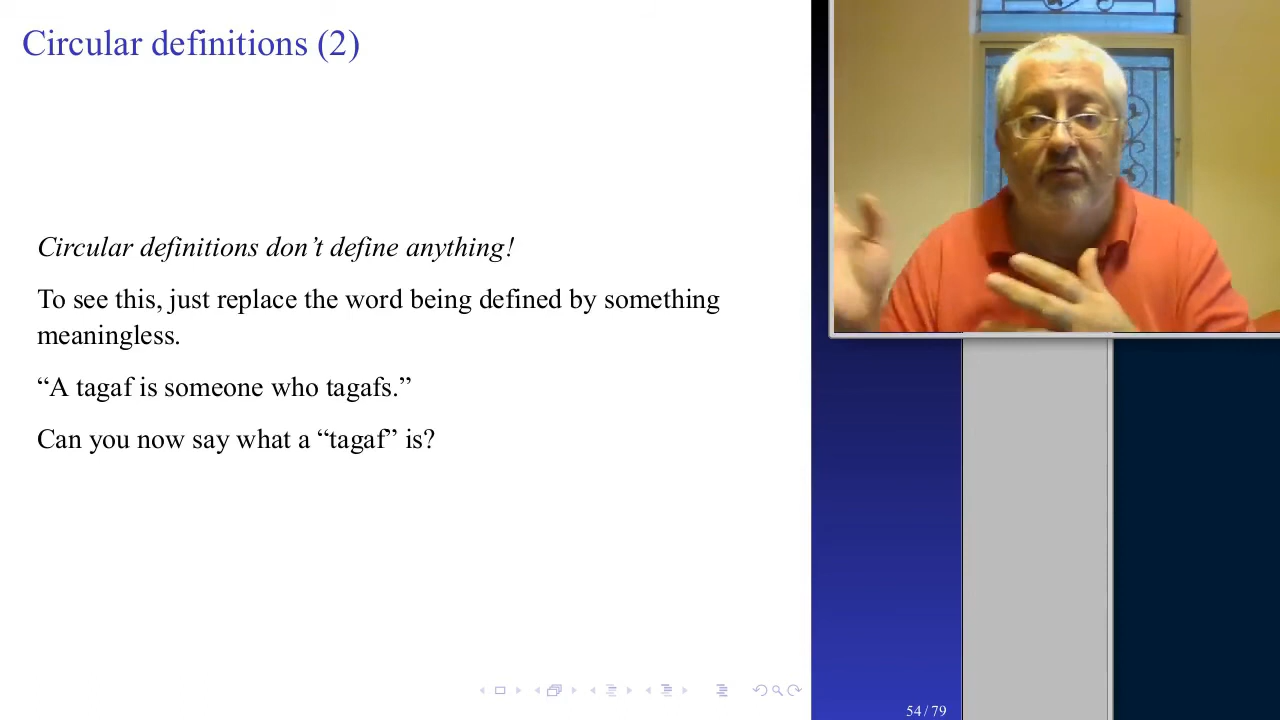 Circular definitions (2)
Circular definitions don’t define anything!
To see this, just replace the word being defined by something
meaningless.
“A tagaf is someone who tagafs.”
Can you now say what a “tagaf” is?
54 / 79